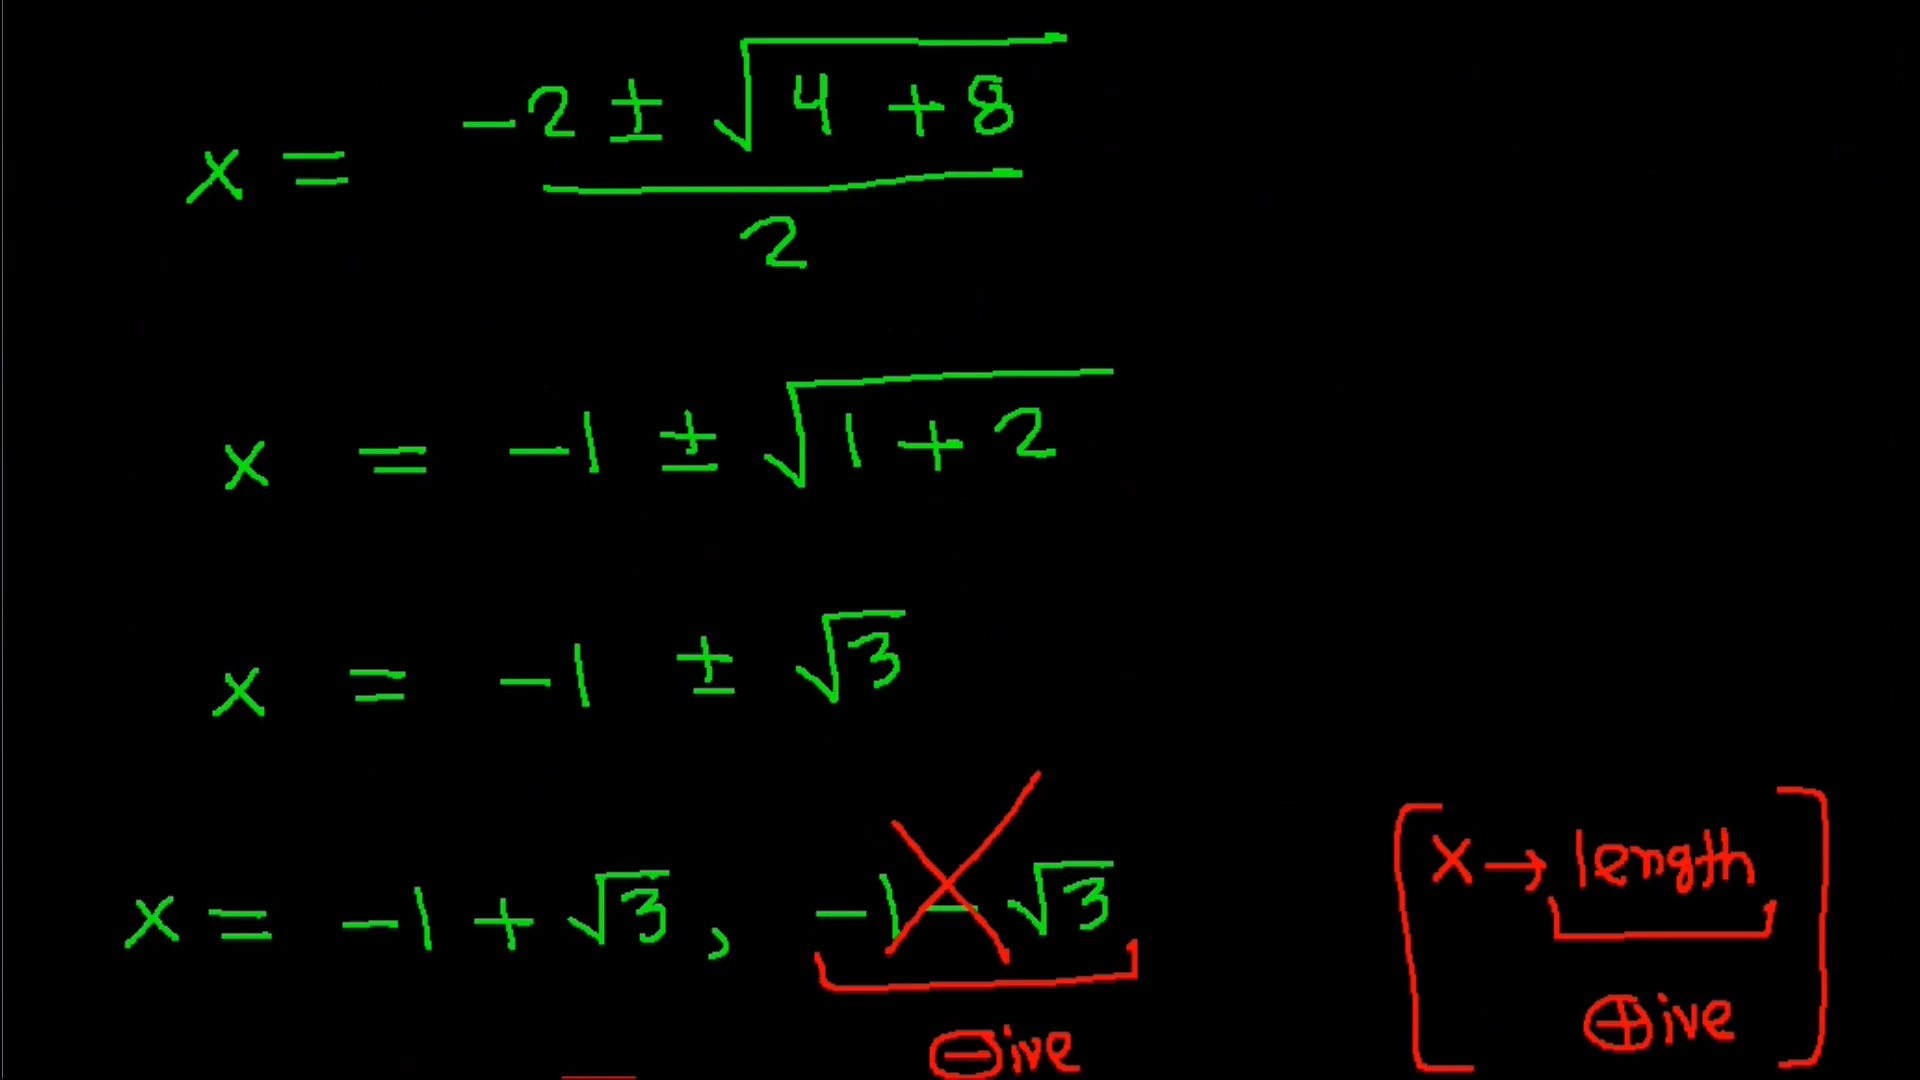 x = (-2 ± √(4 + 8)) / 2
x = -1 ± √(1 + 2)
x = -1 ± √3
x = -1 + √3 , -1 - √3
⊖ive
[x → length
⊕ive]